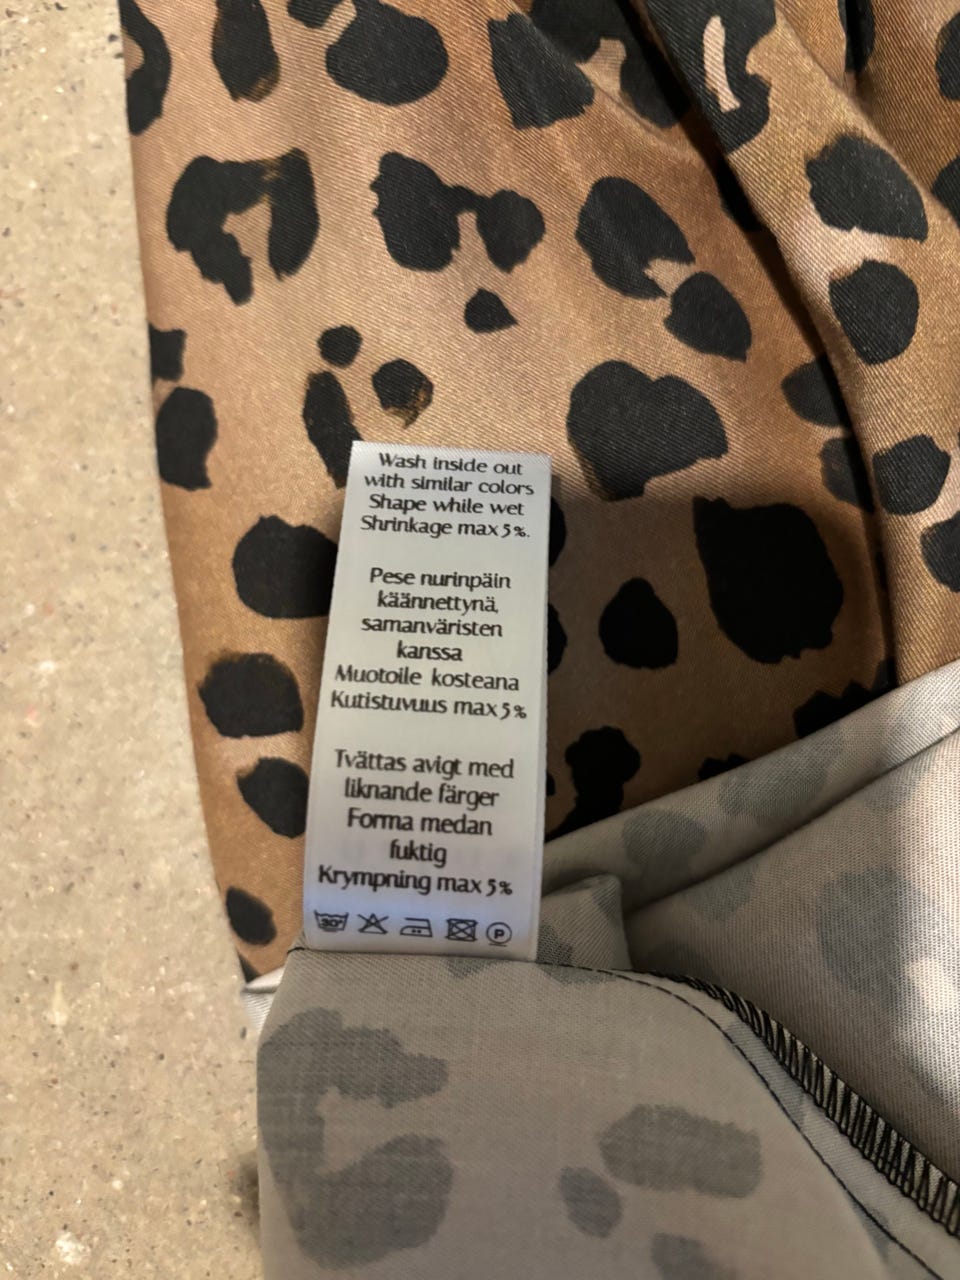 Wash inside out
with similar colors
Shape while wet
Shrinkage max 5%.
Pese nurinpäin
käännettynä,
samanväristen
kanssa
Muotoile kosteana
Kutistuvuus max 5%
Tvättas avigt med
liknande färger
Forma medan
fuktig
Krympning max 5%
30° P